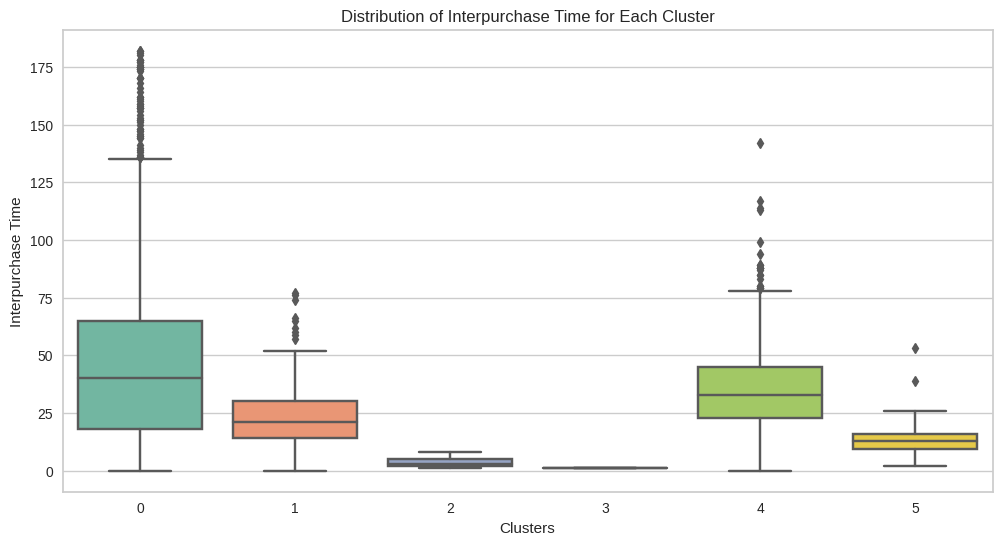 Distribution of Interpurchase Time for Each Cluster
Interpurchase Time
175
150
125
100
75
50
25
0
0 1 2 3 4 5
Clusters